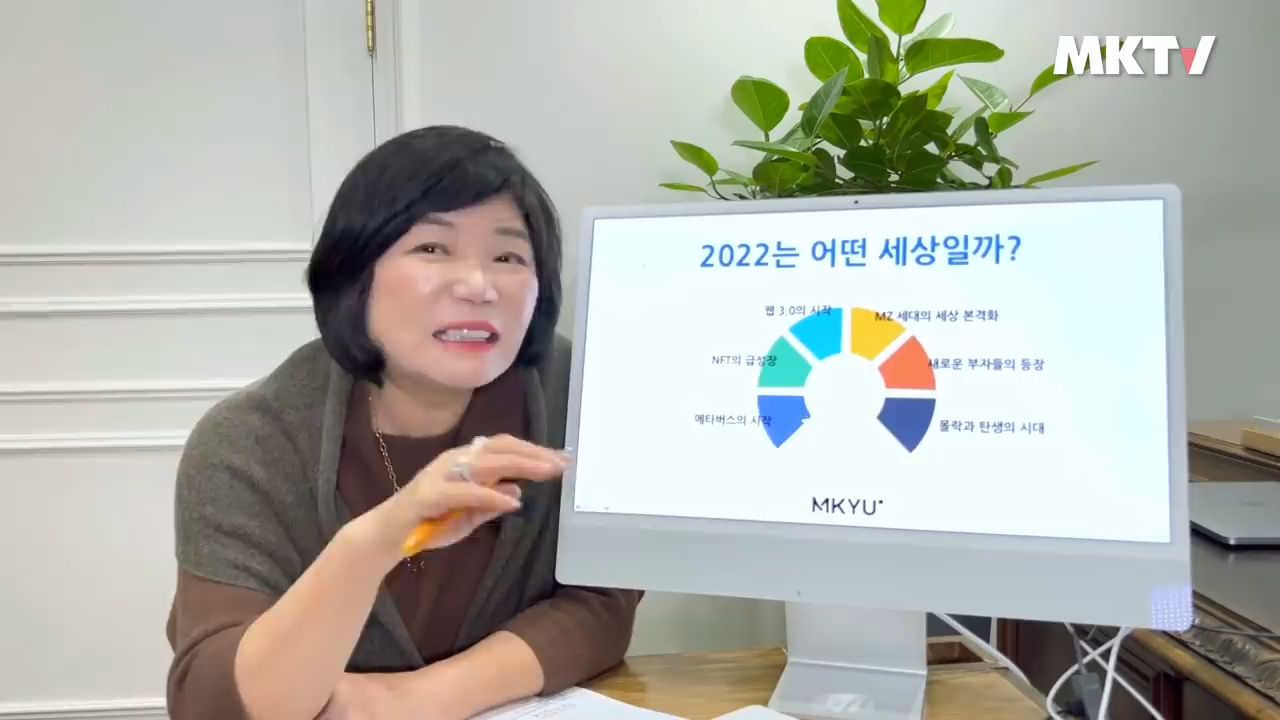 MKTV
2022는 어떤 세상일까?
웹 3.0의 시작
MZ 세대의 세상 본격화
NFT의 급성장
새로운 부자들의 등장
메타버스의 시작
몰락과 탄생의 시대
MKYU